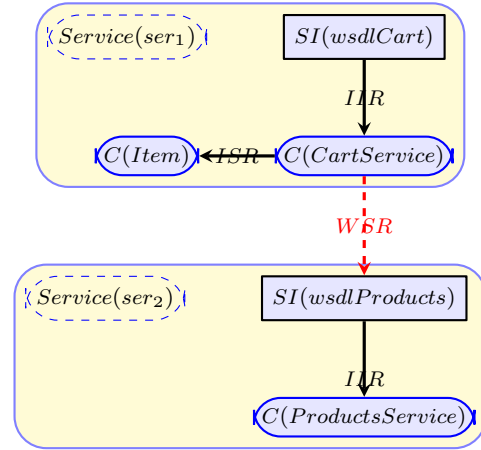 Service(ser₁)
SI(wsdlCart)
IIR
C(Item)
ISR
C(CartService)
WSR
Service(ser₂)
SI(wsdlProducts)
IIR
C(ProductsService)